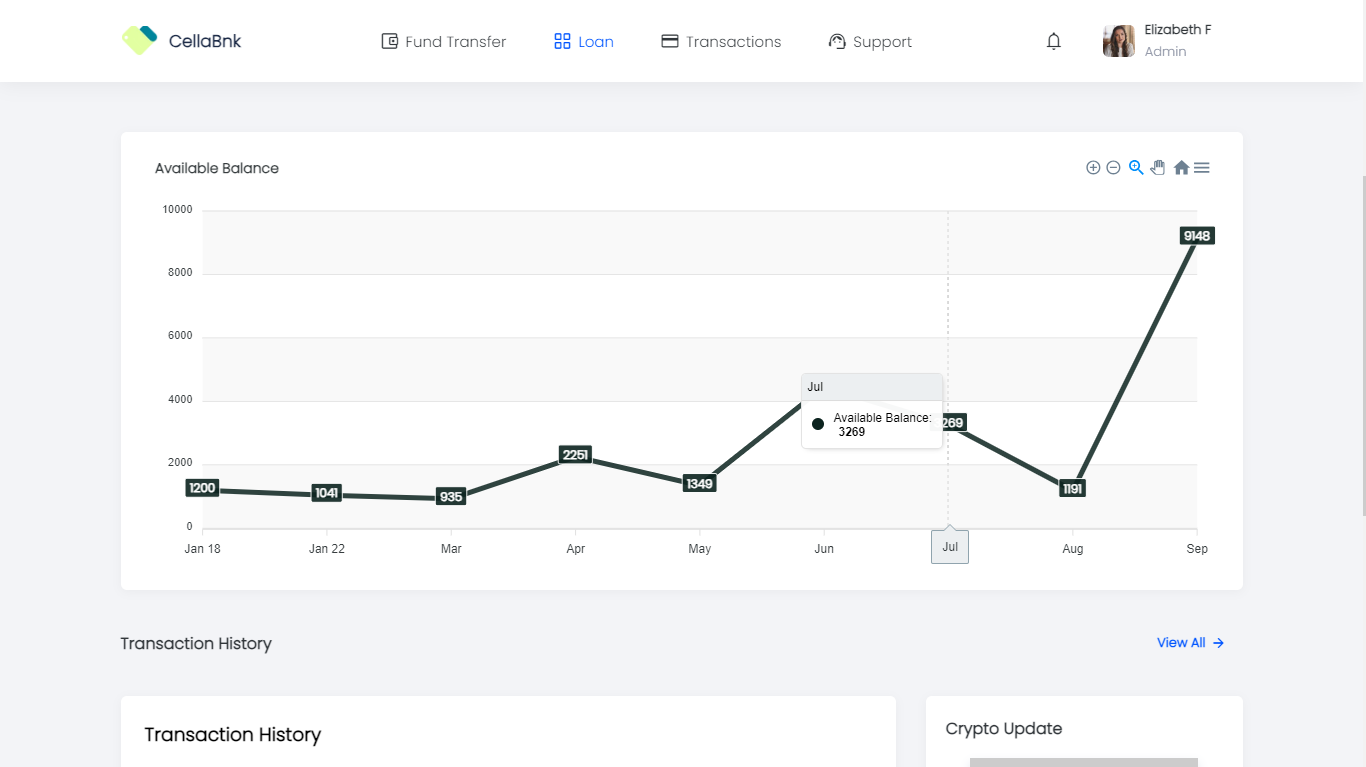 CellaBnk
Fund Transfer
Loan
Transactions
Support
Elizabeth F
Admin
Available Balance
10000
8000
6000
4000
2000
0
1200
1041
935
2251
1349
269
1191
9148
Jul
Available Balance:
3269
Jan 18
Jan 22
Mar
Apr
May
Jun
Jul
Aug
Sep
Transaction History
View All
Transaction History
Crypto Update